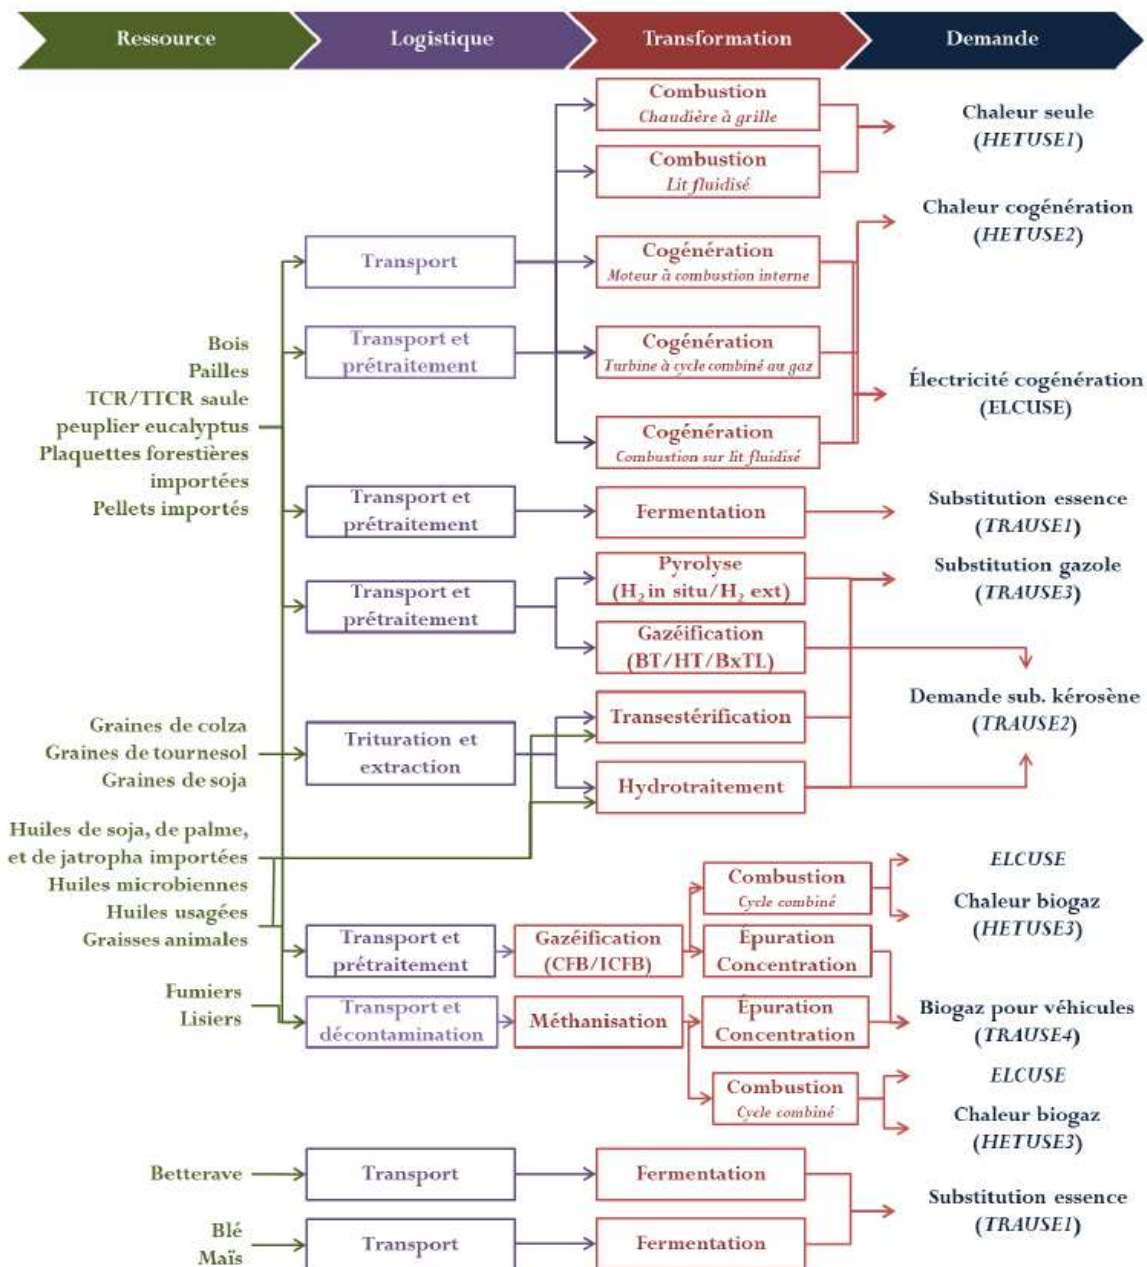 Ressource
Logistique
Transformation
Demande
Combustion
Chaudière à grille
Chaleur seule
(HETUSE1)
Combustion
Lit fluidisé
Chaleur cogénération
(HETUSE2)
Transport
Cogénération
Moteur à combustion interne
Bois
Pailles
TCR/TTCR saule
peuplier eucalyptus
Plaquettes forestières
importées
Pellets importés
Transport et
prétraitement
Cogénération
Turbine à cycle combiné au gaz
Électricité cogénération
(ELCUSE)
Cogénération
Combustion sur lit fluidisé
Transport et
prétraitement
Fermentation
Substitution essence
(TRAUSE1)
Transport et
prétraitement
Pyrolyse
(H₂ in situ/H₂ ext)
Substitution gazole
(TRAUSE3)
Gazéification
(BT/HT/BxTL)
Demande sub. kérosène
(TRAUSE2)
Graines de colza
Graines de tournesol
Graines de soja
Trituration et
extraction
Transestérification
Hydrotraitement
Huiles de soja, de palme,
et de jatropha importées
Huiles microbiennes
Huiles usagées
Graisses animales
Combustion
Cycle combiné
ELCUSE
Chaleur biogaz
(HETUSE3)
Transport et
prétraitement
Gazéification
(CFB/ICFB)
Épuration
Concentration
Fumiers
Lisiers
Transport et
décontamination
Méthanisation
Épuration
Concentration
Biogaz pour véhicules
(TRAUSE4)
Combustion
Cycle combiné
ELCUSE
Chaleur biogaz
(HETUSE3)
Betterave
Transport
Fermentation
Substitution essence
(TRAUSE1)
Blé
Maïs
Transport
Fermentation